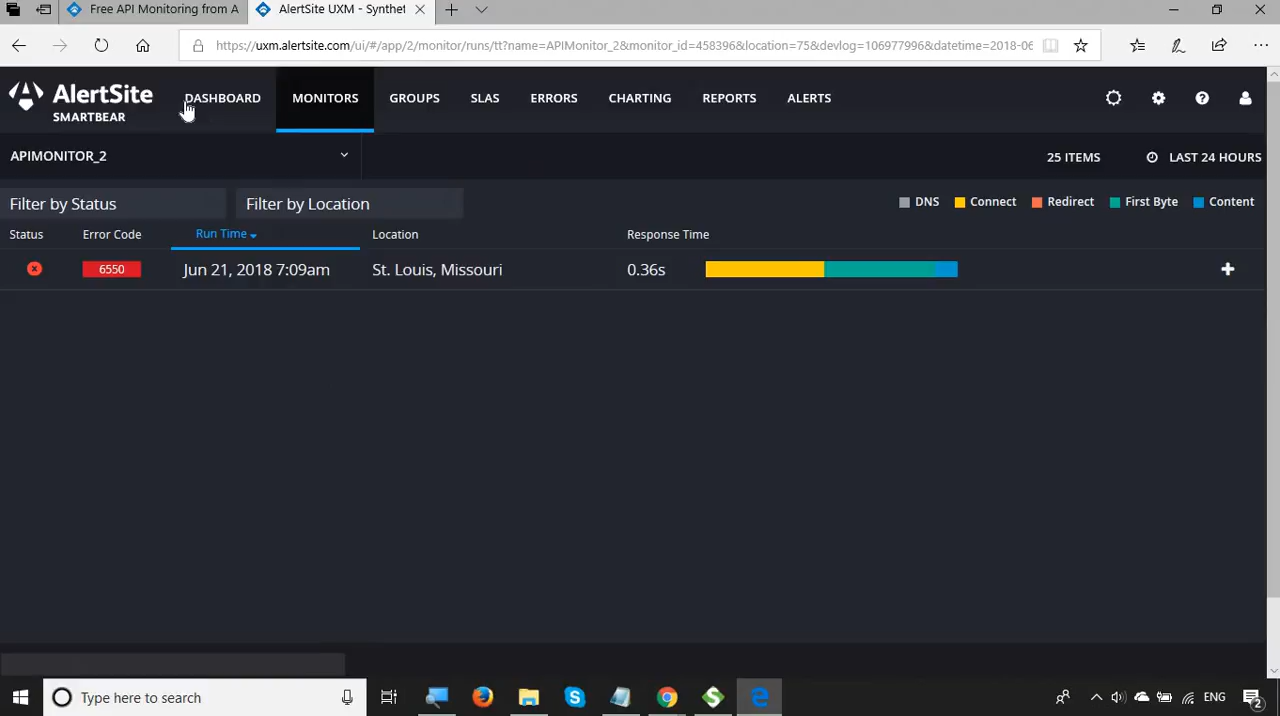 Free API Monitoring from A
AlertSite UXM - Synthet
https://uxm.alertsite.com/ui/#/app/2/monitor/runs/tt?name=APIMonitor_2&monitor_id=458396&location=75&devlog=106977996&datetime=2018-06
AlertSite
SMARTBEAR
DASHBOARD MONITORS GROUPS SLAS ERRORS CHARTING REPORTS ALERTS
APIMONITOR_2 25 ITEMS LAST 24 HOURS
Filter by Status Filter by Location DNS Connect Redirect First Byte Content
Status Error Code Run Time Location Response Time
6550 Jun 21, 2018 7:09am St. Louis, Missouri 0.36s
Type here to search ENG 2